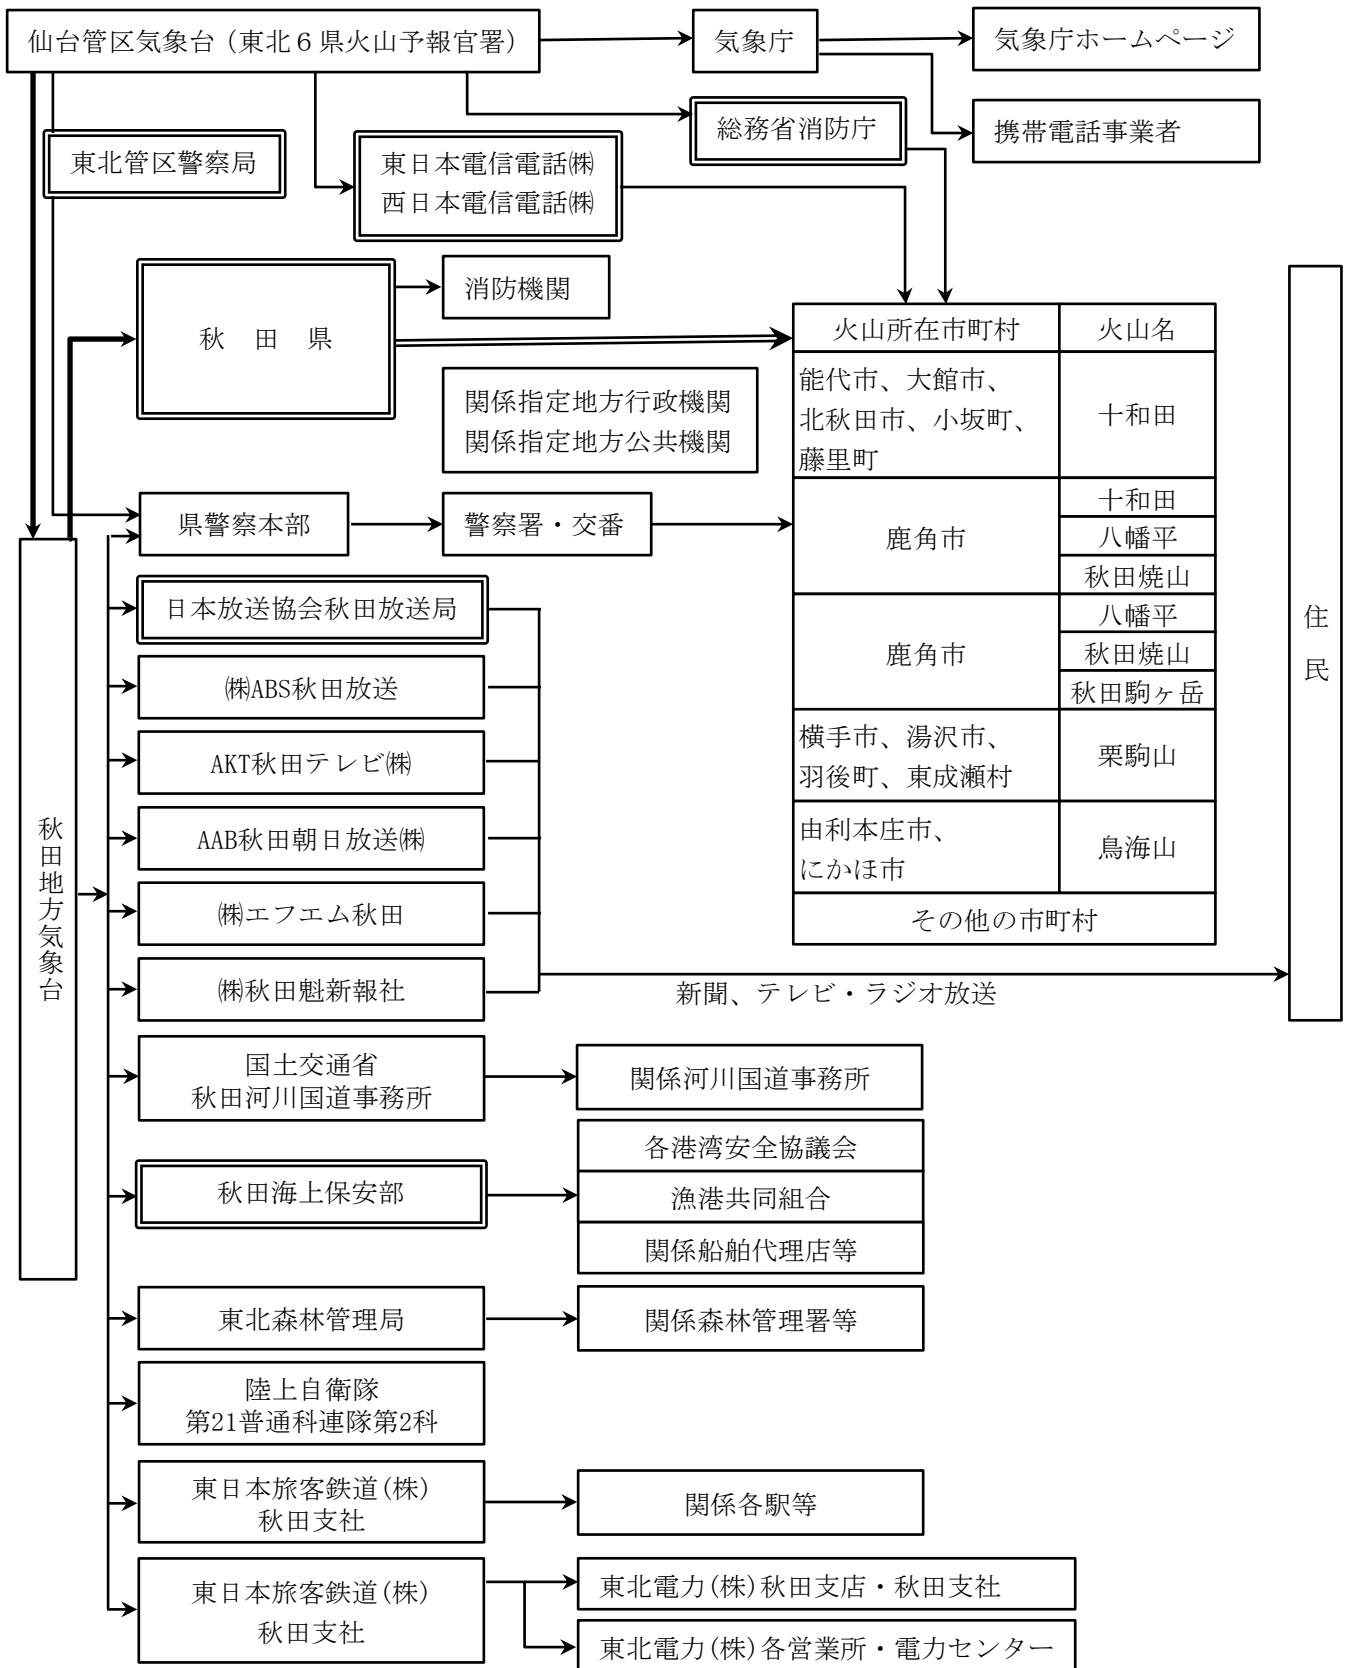 仙台管区気象台（東北６県火山予報官署）
気象庁
気象庁ホームページ
総務省消防庁
携帯電話事業者
東北管区警察局
東日本電信電話㈱
西日本電信電話㈱
秋　田　県
消防機関
関係指定地方行政機関
関係指定地方公共機関
火山所在市町村
火山名
能代市、大館市、
北秋田市、小坂町、
藤里町
十和田
鹿角市
十和田
八幡平
秋田焼山
鹿角市
八幡平
秋田焼山
秋田駒ヶ岳
横手市、湯沢市、
羽後町、東成瀬村
栗駒山
由利本庄市、
にかほ市
鳥海山
その他の市町村
住民
県警察本部
警察署・交番
秋田地方気象台
日本放送協会秋田放送局
㈱ABS秋田放送
AKT秋田テレビ㈱
AAB秋田朝日放送㈱
㈱エフエム秋田
㈱秋田魁新報社
新聞、テレビ・ラジオ放送
国土交通省
秋田河川国道事務所
関係河川国道事務所
秋田海上保安部
各港湾安全協議会
漁港共同組合
関係船舶代理店等
東北森林管理局
関係森林管理署等
陸上自衛隊
第21普通科連隊第2科
東日本旅客鉄道(株)
秋田支社
関係各駅等
東日本旅客鉄道(株)
秋田支社
東北電力(株)秋田支店・秋田支社
東北電力(株)各営業所・電力センター